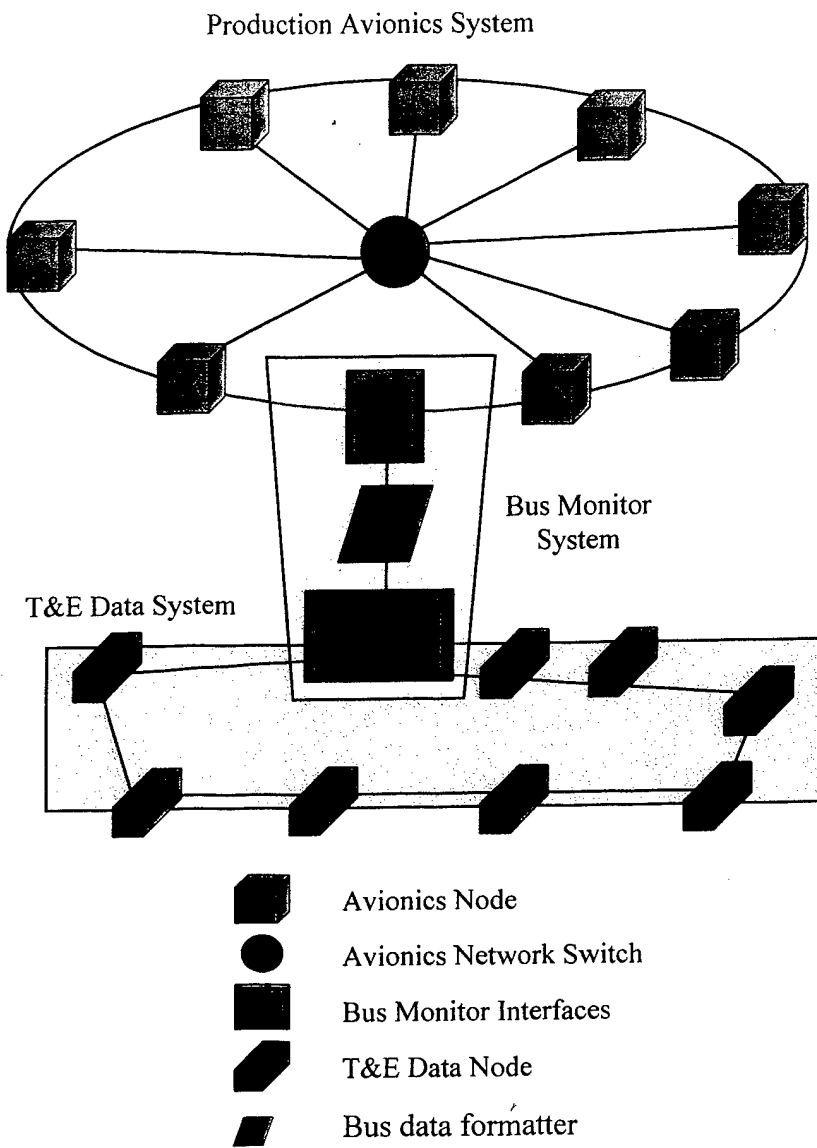 Production Avionics System
Bus Monitor
System
T&E Data System
Avionics Node
Avionics Network Switch
Bus Monitor Interfaces
T&E Data Node
Bus data formatter